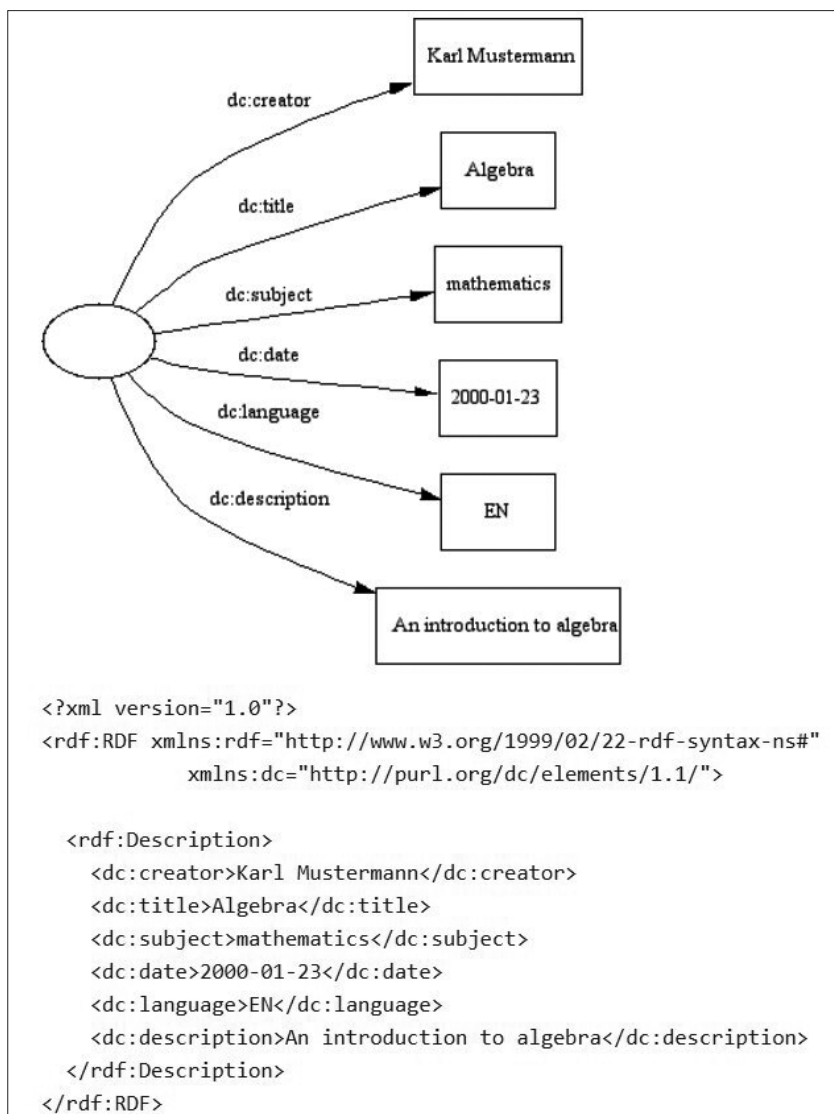 Karl Mustermann
dc:creator
Algebra
dc:title
mathematics
dc:subject
dc:date
2000-01-23
dc:language
EN
dc:description
An introduction to algebra
<?xml version="1.0"?>
<rdf:RDF xmlns:rdf="http://www.w3.org/1999/02/22-rdf-syntax-ns#"
xmlns:dc="http://purl.org/dc/elements/1.1/">
<rdf:Description>
<dc:creator>Karl Mustermann</dc:creator>
<dc:title>Algebra</dc:title>
<dc:subject>mathematics</dc:subject>
<dc:date>2000-01-23</dc:date>
<dc:language>EN</dc:language>
<dc:description>An introduction to algebra</dc:description>
</rdf:Description>
</rdf:RDF>